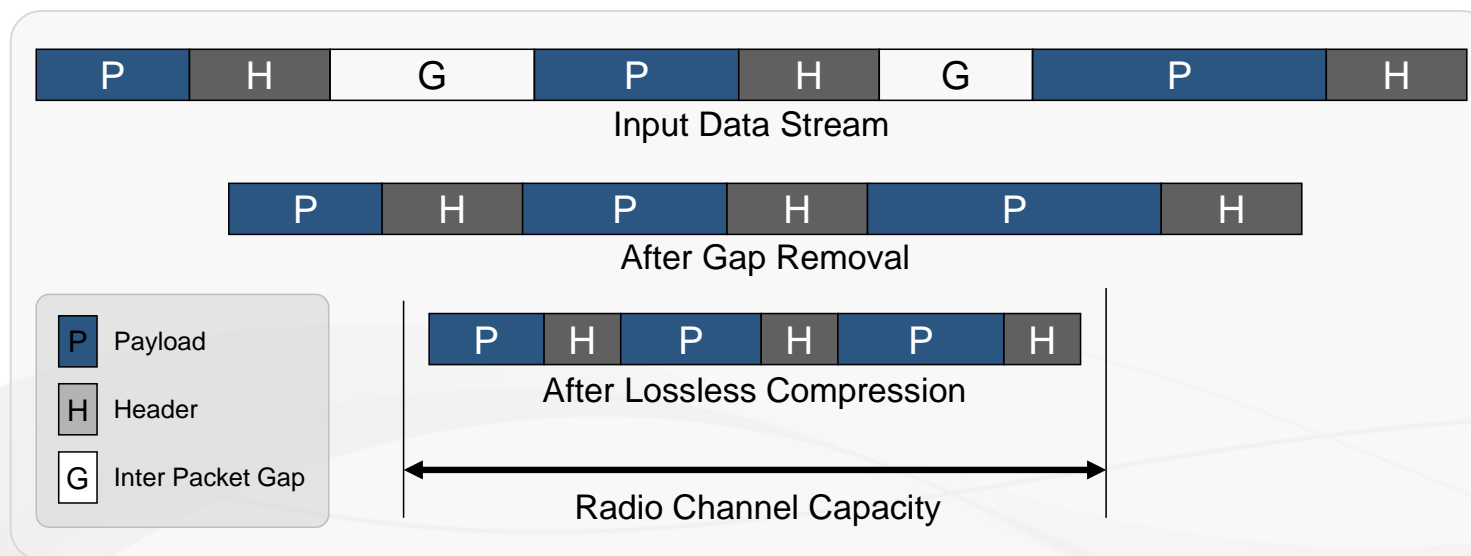 P H G P H G P H
Input Data Stream
P H P H P H
After Gap Removal
P H P H P H
After Lossless Compression
Radio Channel Capacity
P Payload
H Header
G Inter Packet Gap